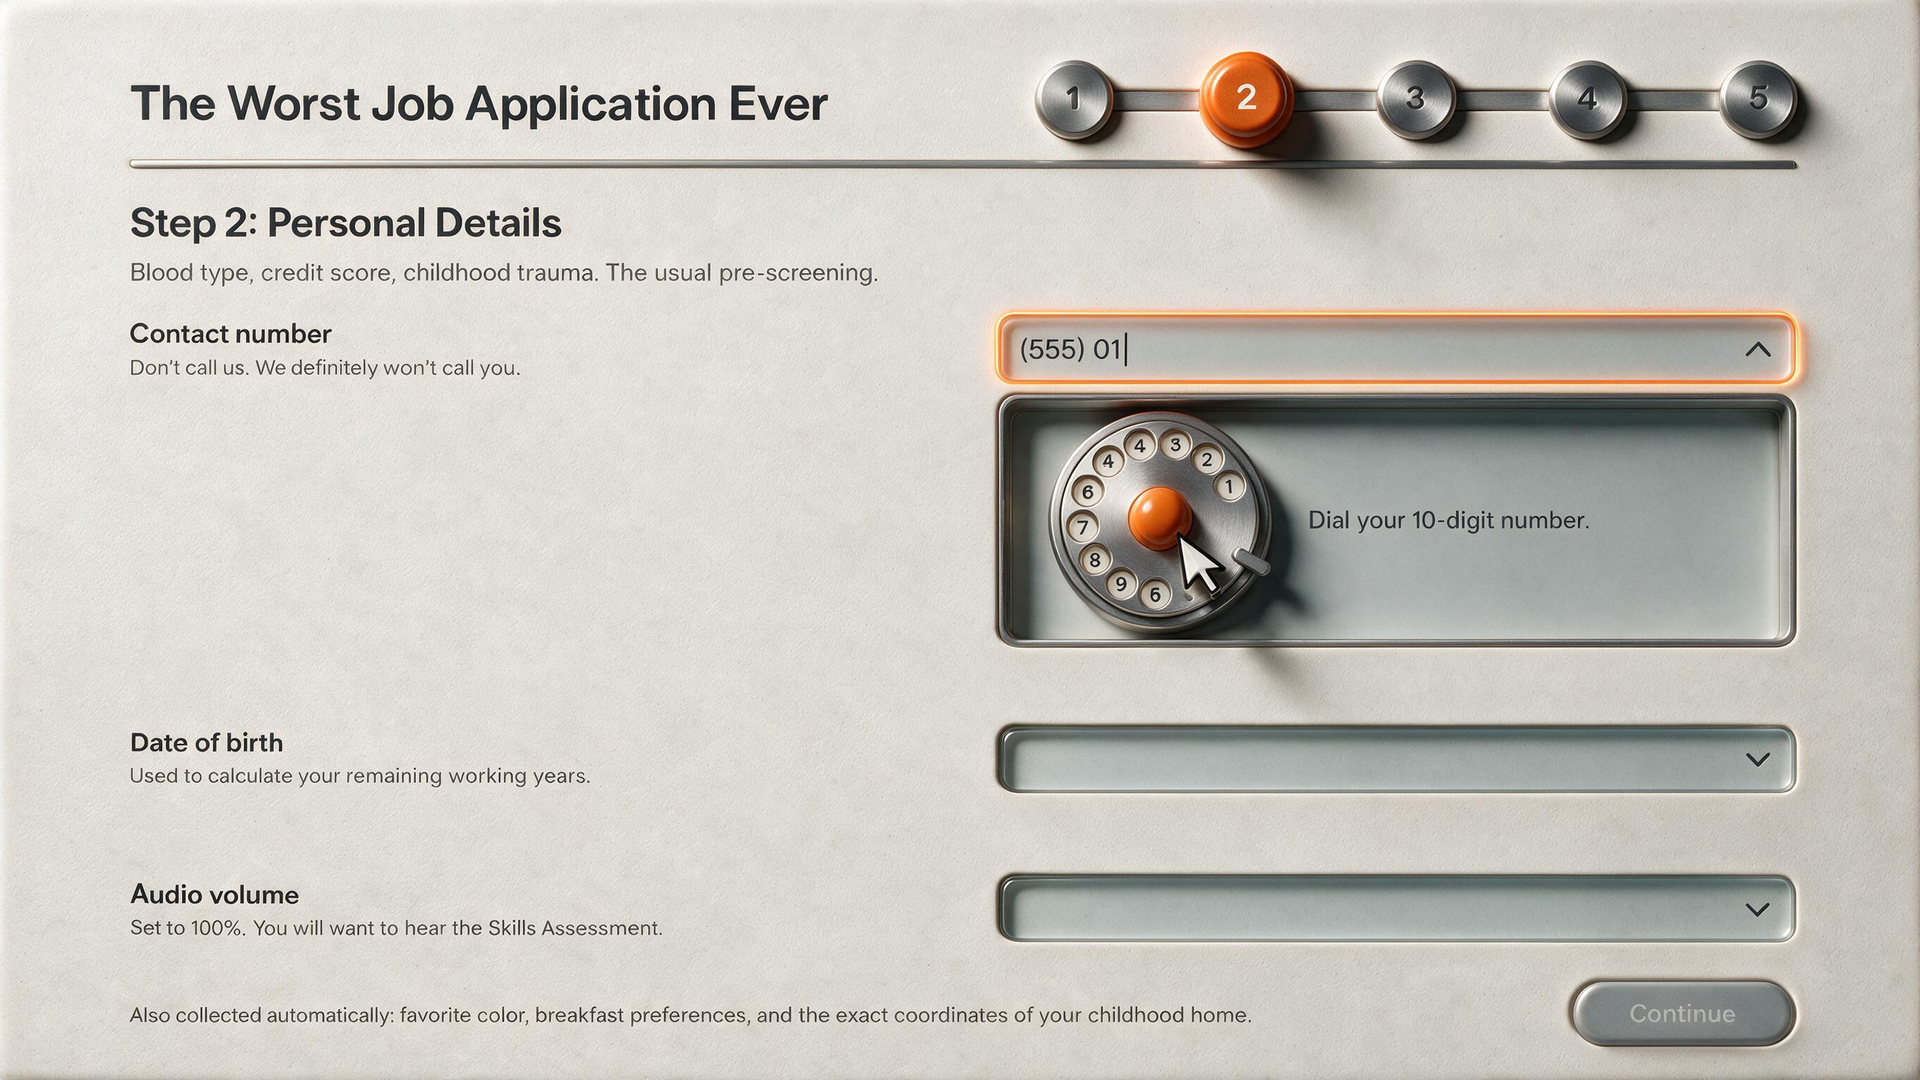 The Worst Job Application Ever
1 2 3 4 5
Step 2: Personal Details
Blood type, credit score, childhood trauma. The usual pre-screening.
Contact number
Don't call us. We definitely won't call you.
(555) 01
1
2
3
4
4
6
7
8
9
6
Dial your 10-digit number.
Date of birth
Used to calculate your remaining working years.
Audio volume
Set to 100%. You will want to hear the Skills Assessment.
Also collected automatically: favorite color, breakfast preferences, and the exact coordinates of your childhood home.
Continue